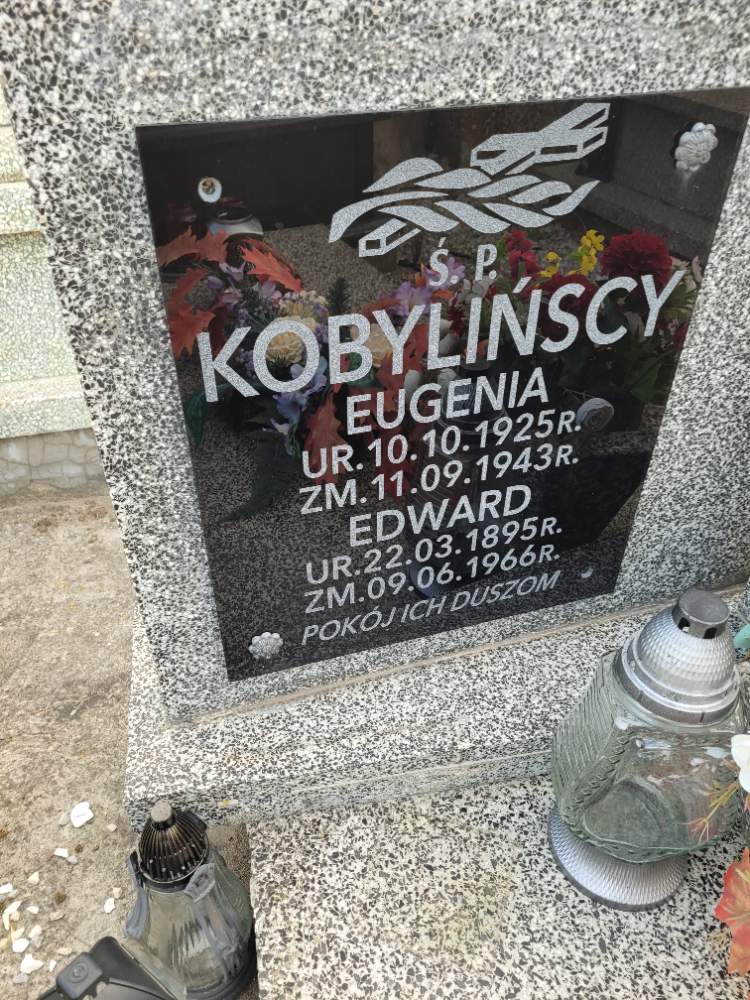 Ś. P.
KOBYLIŃSCY
EUGENIA
UR. 10.10.1925R.
ZM. 11.09.1943R.
EDWARD
UR. 22.03.1895R.
ZM. 09.06.1966R.
POKÓJ ICH DUSZOM